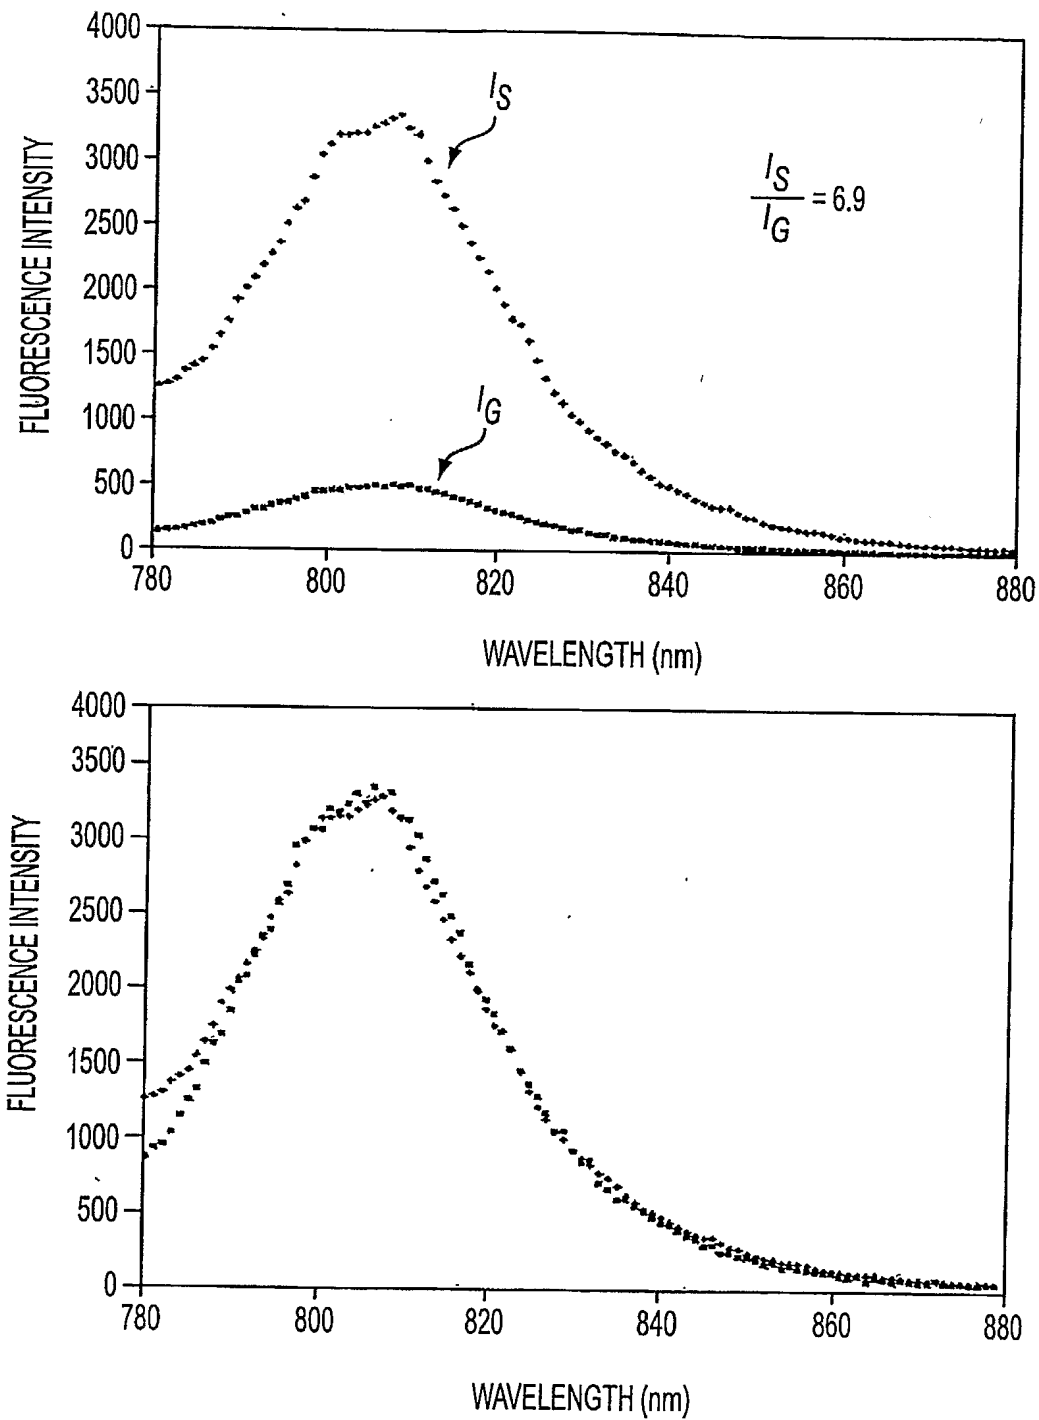 4000
3500
3000
2500
2000
1500
1000
500
0
FLUORESCENCE INTENSITY
I_S
I_S / I_G = 6.9
I_G
780 800 820 840 860 880
WAVELENGTH (nm)
4000
3500
3000
2500
2000
1500
1000
500
0
FLUORESCENCE INTENSITY
780 800 820 840 860 880
WAVELENGTH (nm)